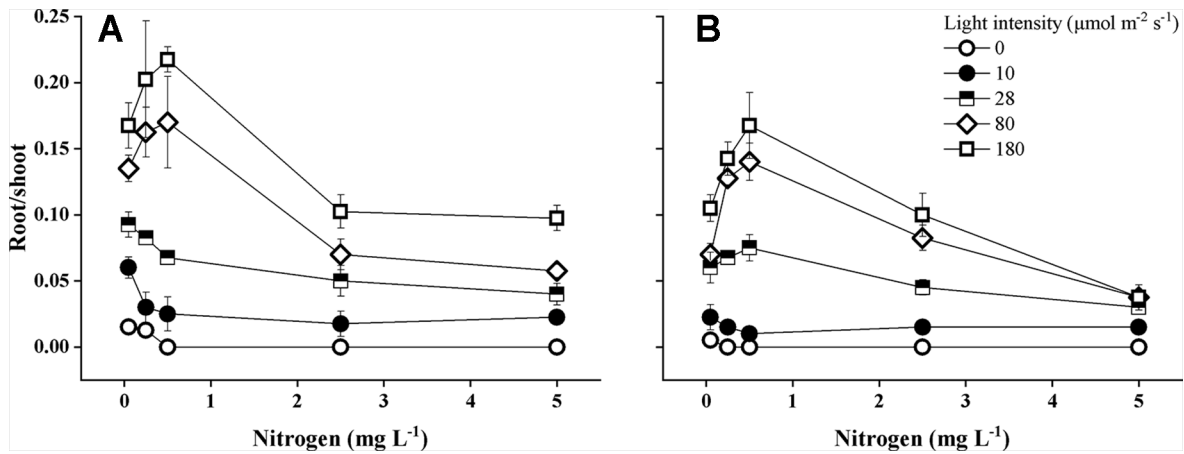 A
B
Light intensity (μmol m⁻² s⁻¹)
0
10
28
80
180
Root/shoot
0.25
0.20
0.15
0.10
0.05
0.00
0 1 2 3 4 5
0 1 2 3 4 5
Nitrogen (mg L⁻¹)
Nitrogen (mg L⁻¹)